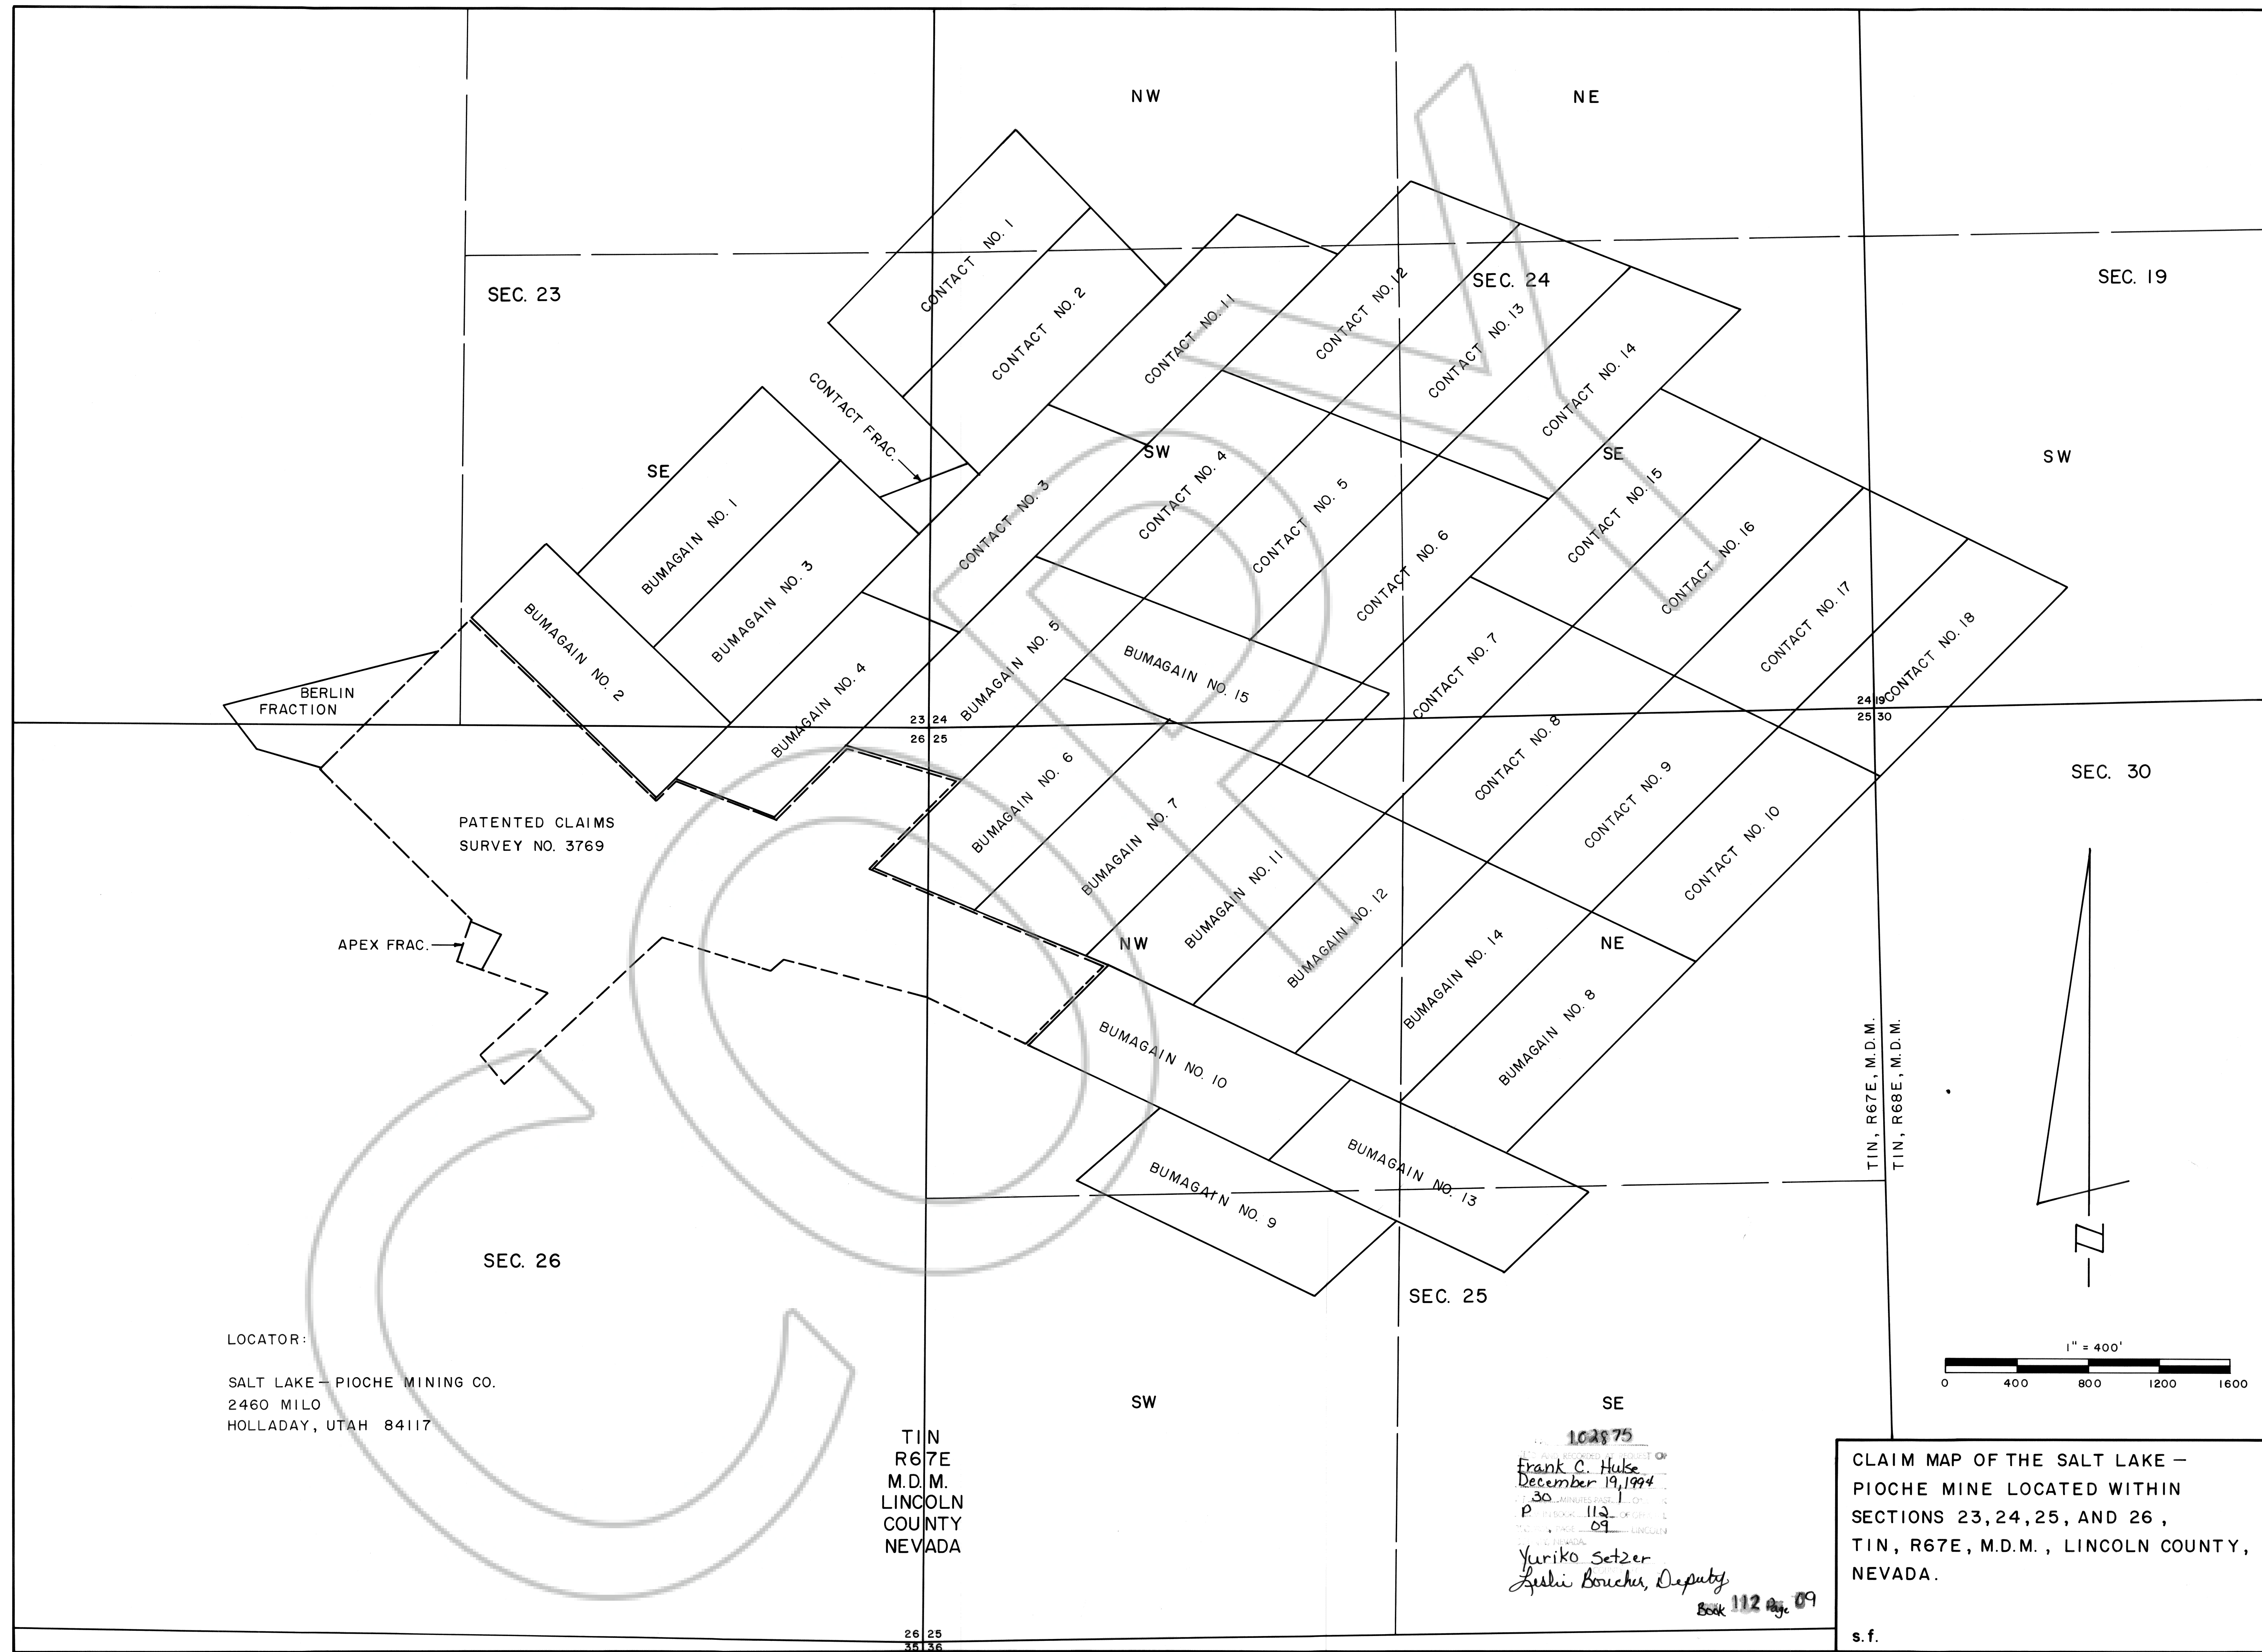 NW
NE
CONTACT NO. 1
CONTACT NO. 2
CONTACT NO. 11
CONTACT NO. 12
CONTACT NO. 13
CONTACT NO. 14
SEC. 23
SEC. 24
SEC. 19
CONTACT FRAC.
SE
SW
SE
SW
BUMAGAIN NO. 1
BUMAGAIN NO. 3
BUMAGAIN NO. 2
BUMAGAIN NO. 4
CONTACT NO. 3
CONTACT NO. 4
CONTACT NO. 5
CONTACT NO. 6
CONTACT NO. 7
CONTACT NO. 8
CONTACT NO. 9
CONTACT NO. 10
CONTACT NO. 15
CONTACT NO. 16
CONTACT NO. 17
CONTACT NO. 18
BERLIN
FRACTION
BUMAGAIN NO. 5
BUMAGAIN NO. 15
BUMAGAIN NO. 6
BUMAGAIN NO. 7
BUMAGAIN NO. 11
BUMAGAIN NO. 12
BUMAGAIN NO. 14
BUMAGAIN NO. 8
23 24
26 25
24 19
25 30
SEC. 30
PATENTED CLAIMS
SURVEY NO. 3769
APEX FRAC.
NW
NE
BUMAGAIN NO. 10
BUMAGAIN NO. 13
BUMAGAIN NO. 9
T1N, R67E, M.D.M.
T1N, R68E, M.D.M.
N
SEC. 26
SEC. 25
LOCATOR:
SALT LAKE – PIOCHE MINING CO.
2460 MILO
HOLLADAY, UTAH 84117
SW
SE
T1N
R67E
M.D.M.
LINCOLN
COUNTY
NEVADA
1" = 400'
0 400 800 1200 1600
102875
Frank C. Hulse
December 19, 1994
30 MINUTES PAST 1
P 112
09
Yuriko Setzer
Leslie Boucher, Deputy
Book 112 Page 09
CLAIM MAP OF THE SALT LAKE –
PIOCHE MINE LOCATED WITHIN
SECTIONS 23, 24, 25, AND 26,
T1N, R67E, M.D.M., LINCOLN COUNTY,
NEVADA.
s.f.
26 25
35 36
COPY